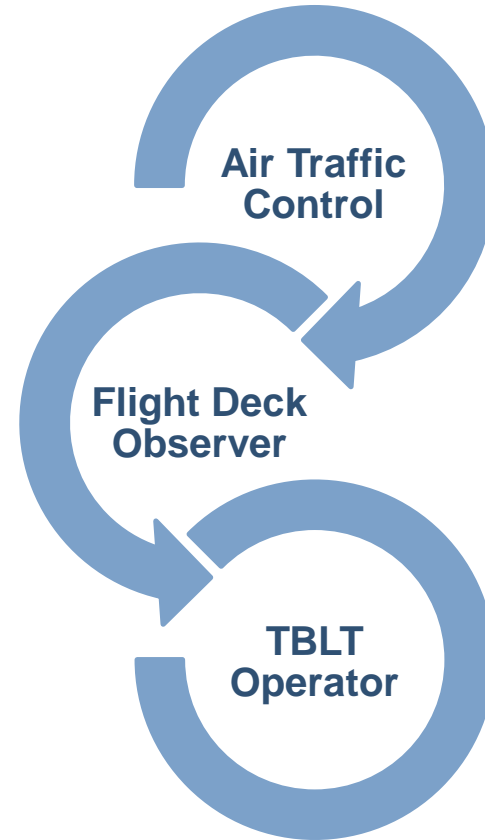 Air Traffic
Control
Flight Deck
Observer
TBLT
Operator